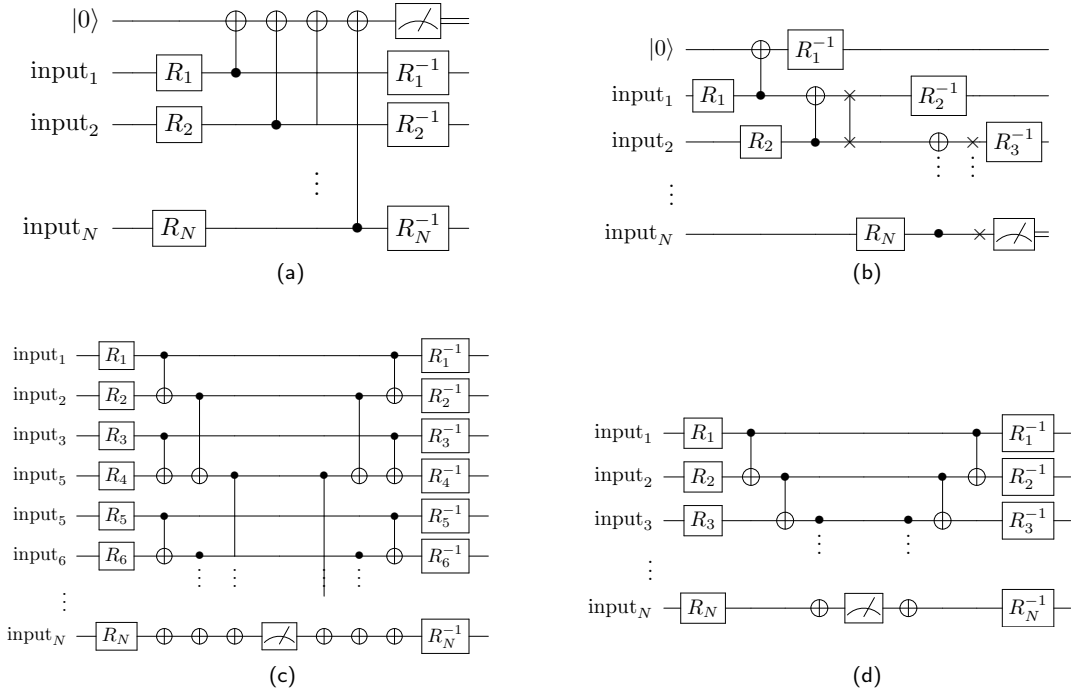 |0⟩
input₁ R₁ R₁⁻¹
input₂ R₂ R₂⁻¹
⋮
input_N R_N R_N⁻¹
(a)
|0⟩ R₁⁻¹
input₁ R₁ R₂⁻¹
input₂ R₂ R₃⁻¹
⋮ ⋮
⋮
input_N R_N
(b)
input₁ R₁ R₁⁻¹
input₂ R₂ R₂⁻¹
input₃ R₃ R₃⁻¹
input₅ R₄ R₄⁻¹
input₅ R₅ R₅⁻¹
input₆ R₆ R₆⁻¹
⋮ ⋮ ⋮ ⋮
⋮
input_N R_N R_N⁻¹
(c)
input₁ R₁ R₁⁻¹
input₂ R₂ R₂⁻¹
input₃ R₃ R₃⁻¹
⋮ ⋮
⋮
input_N R_N R_N⁻¹
(d)